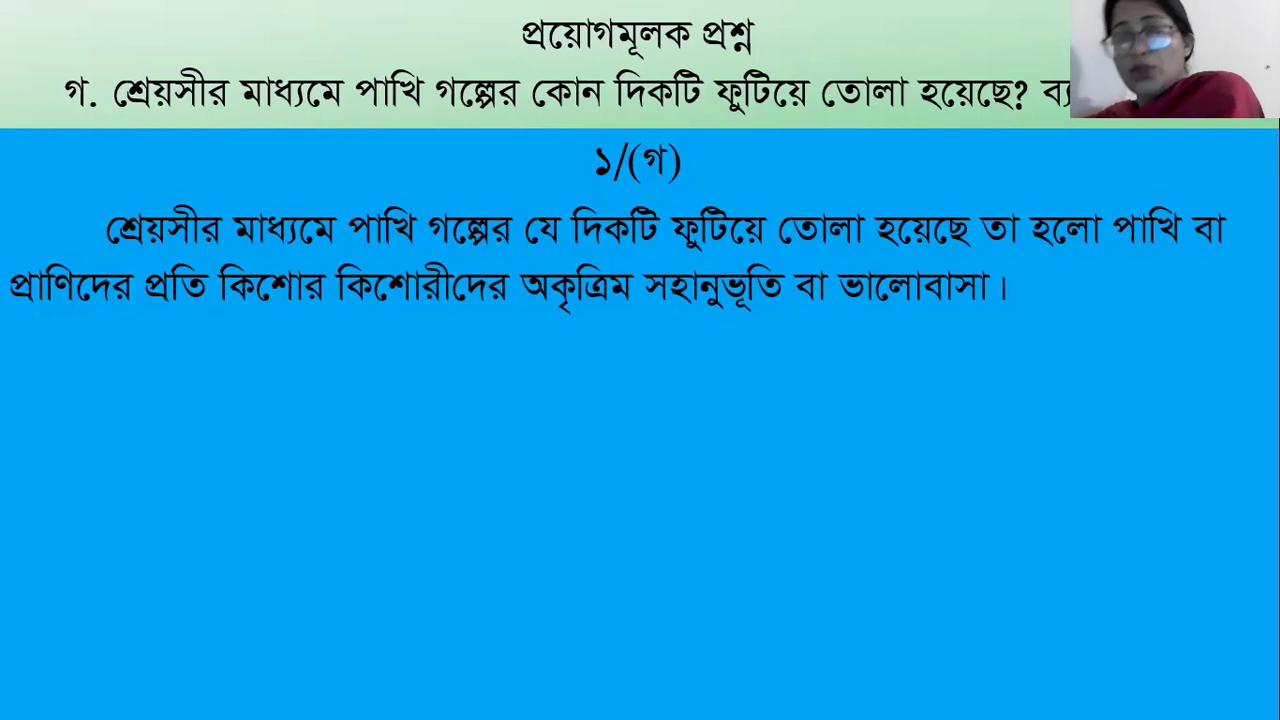 প্রয়োগমূলক প্রশ্ন
গ. শ্রেয়সীর মাধ্যমে পাখি গল্পের কোন দিকটি ফুটিয়ে তোলা হয়েছে?
১/(গ)
শ্রেয়সীর মাধ্যমে পাখি গল্পের যে দিকটি ফুটিয়ে তোলা হয়েছে তা হলো পাখি বা
প্রাণিদের প্রতি কিশোর কিশোরীদের অকৃত্রিম সহানুভূতি বা ভালোবাসা।